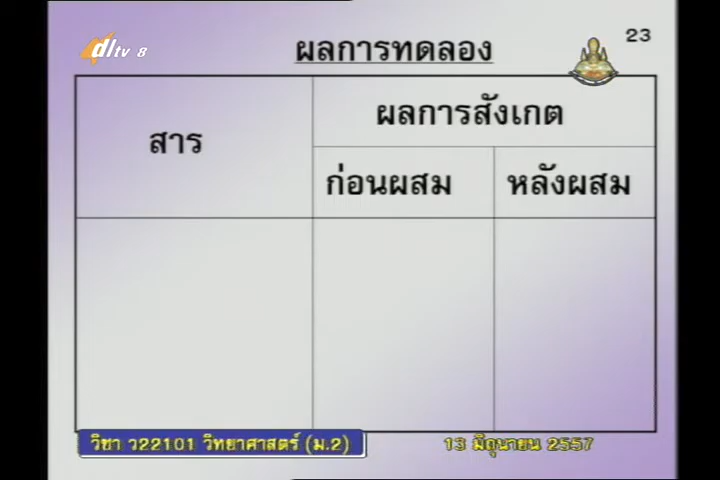 dltv 8
ผลการทดลอง
23
สาร
ผลการสังเกต
ก่อนผสม
หลังผสม
วิชา ว22101 วิทยาศาสตร์ (ม.2)
13 มิถุนายน 2557